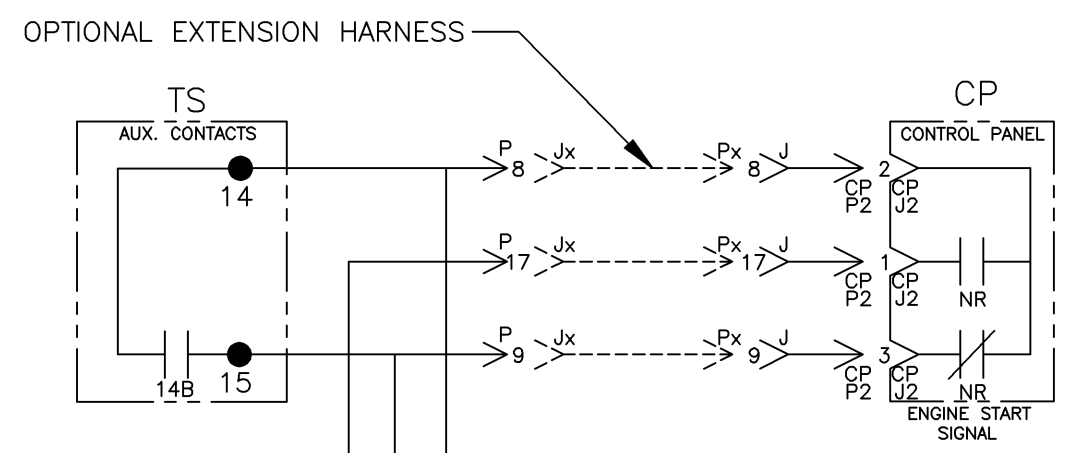 OPTIONAL EXTENSION HARNESS
TS
CP
AUX. CONTACTS
CONTROL PANEL
P
8
Jx
Px
8
J
2
CP
P2
CP
J2
14
P
17
Jx
Px
17
J
1
CP
P2
CP
J2
NR
P
9
Jx
Px
9
J
3
CP
P2
CP
J2
NR
14B
15
ENGINE START
SIGNAL